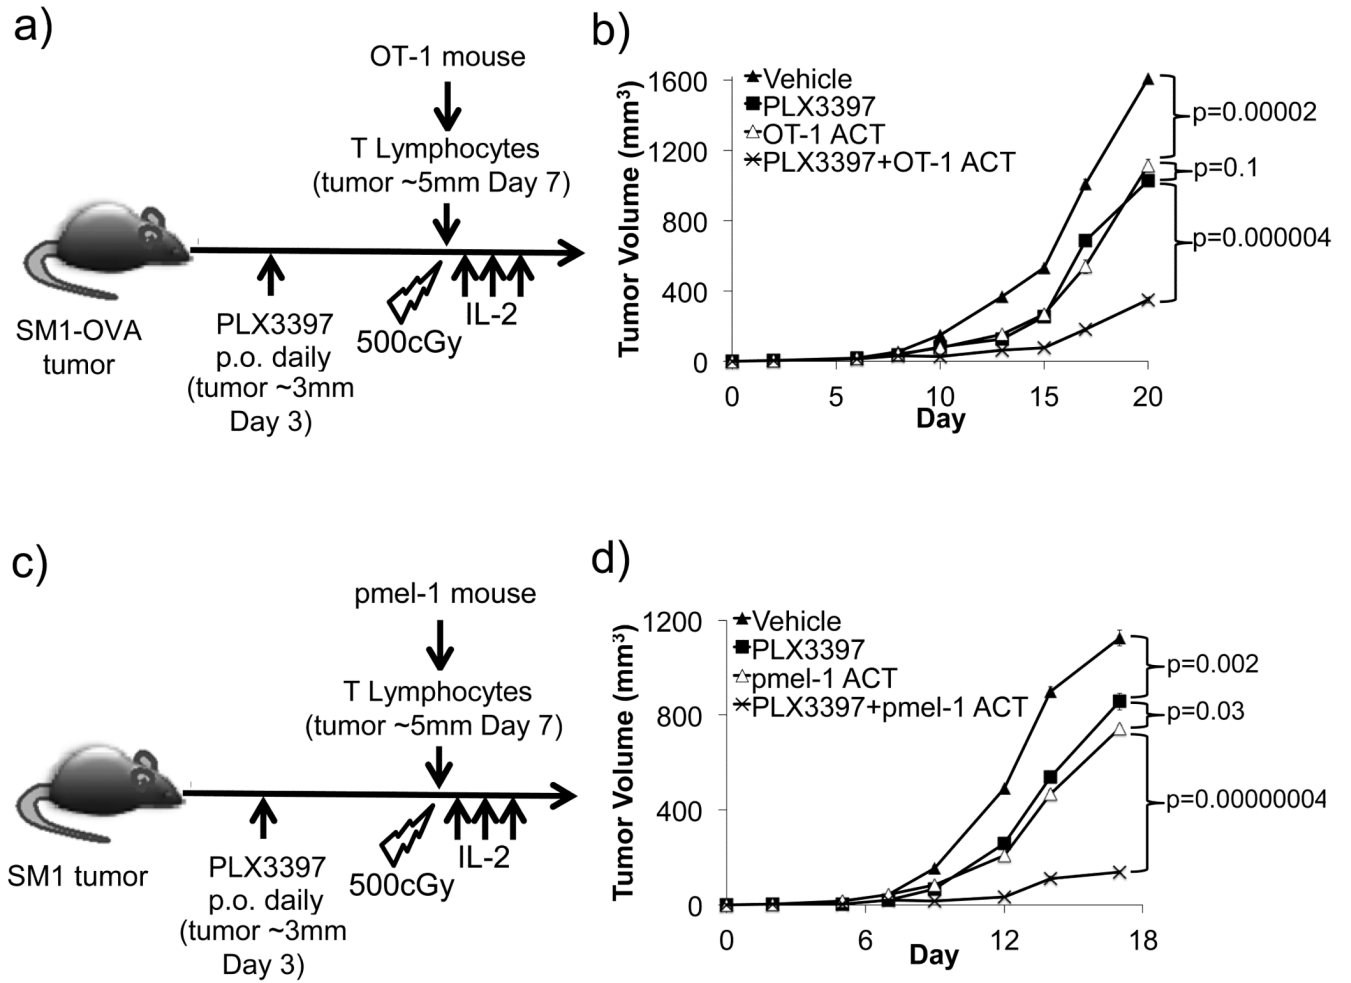 a)
OT-1 mouse
T Lymphocytes
(tumor ~5mm Day 7)
SM1-OVA
tumor
PLX3397
p.o. daily
(tumor ~3mm
Day 3)
500cGy
IL-2
b)
Tumor Volume (mm³)
1600
1200
800
400
0
Vehicle
PLX3397
OT-1 ACT
PLX3397+OT-1 ACT
p=0.00002
p=0.1
p=0.000004
0 5 10 15 20
Day
c)
pmel-1 mouse
T Lymphocytes
(tumor ~5mm Day 7)
SM1 tumor
PLX3397
p.o. daily
(tumor ~3mm
Day 3)
500cGy
IL-2
d)
Tumor Volume (mm³)
1200
800
400
0
Vehicle
PLX3397
pmel-1 ACT
PLX3397+pmel-1 ACT
p=0.002
p=0.03
p=0.00000004
0 6 12 18
Day